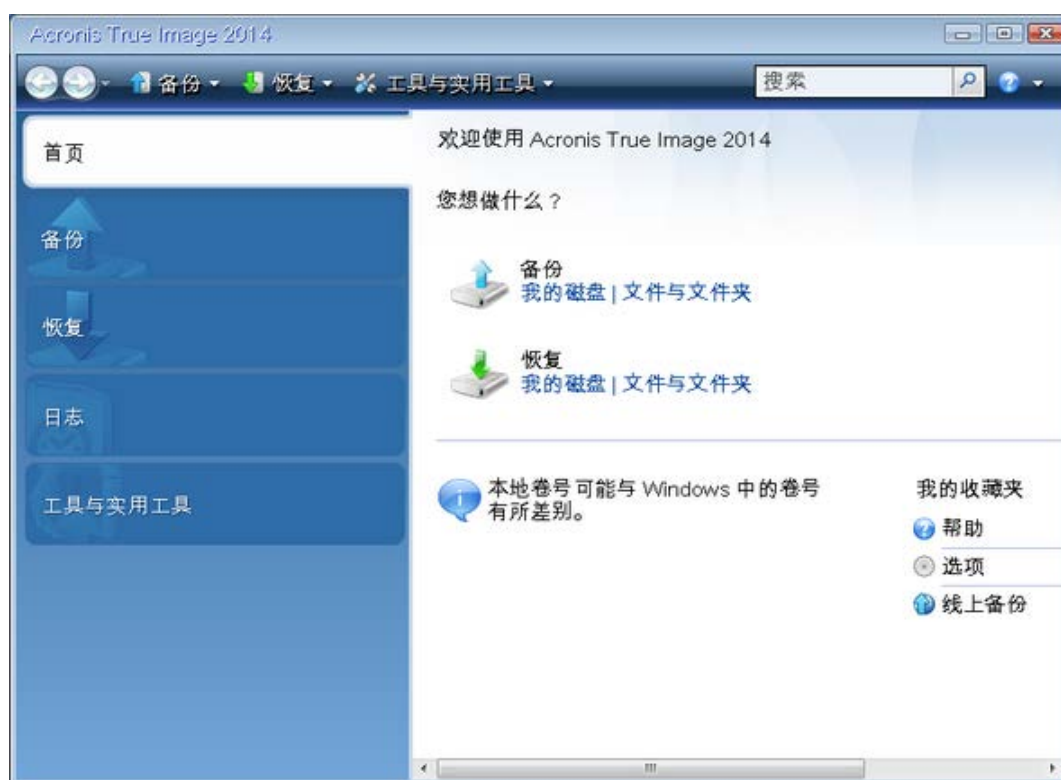 Acronis True Image 2014
备份 恢复 工具与实用工具 搜索
首页
备份
恢复
日志
工具与实用工具
欢迎使用 Acronis True Image 2014
您想做什么？
备份
我的磁盘 | 文件与文件夹
恢复
我的磁盘 | 文件与文件夹
本地卷号可能与 Windows 中的卷号
有所差别。
我的收藏夹
帮助
选项
线上备份